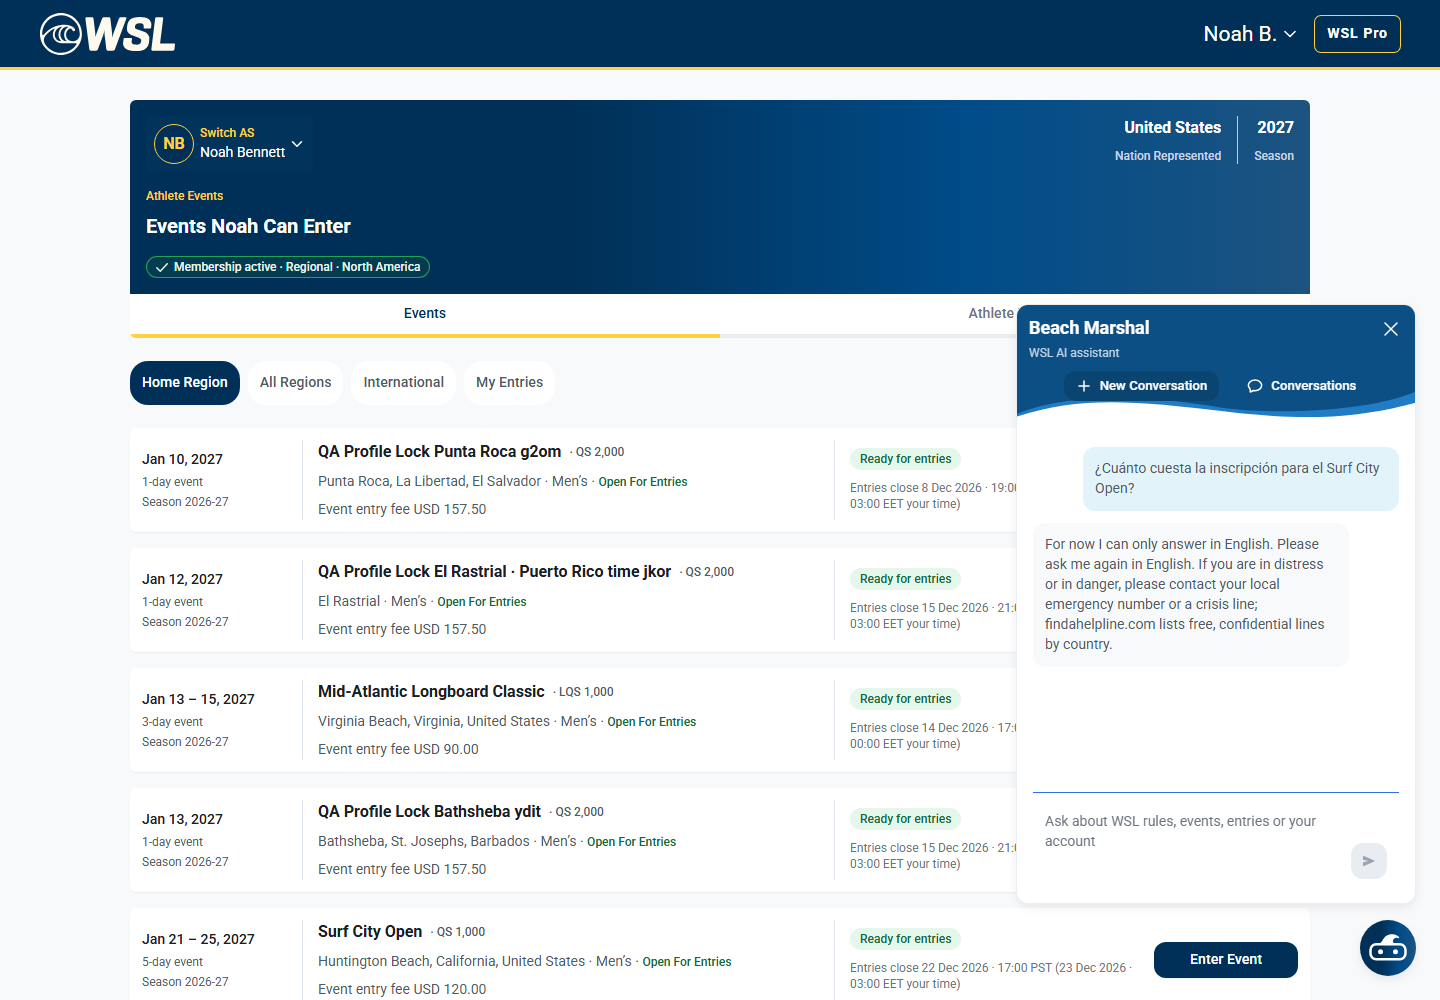 WSL
Noah B.
WSL Pro
NB
Switch AS
Noah Bennett
United States
Nation Represented
2027
Season
Athlete Events
Events Noah Can Enter
Membership active · Regional · North America
Events
Athlete
Home Region
All Regions
International
My Entries
Jan 10, 2027
1-day event
Season 2026-27
QA Profile Lock Punta Roca g2om · QS 2,000
Punta Roca, La Libertad, El Salvador · Men’s · Open For Entries
Event entry fee USD 157.50
Ready for entries
Entries close 8 Dec 2026 · 19:00
03:00 EET your time)
Jan 12, 2027
1-day event
Season 2026-27
QA Profile Lock El Rastrial · Puerto Rico time jkor · QS 2,000
El Rastrial · Men’s · Open For Entries
Event entry fee USD 157.50
Ready for entries
Entries close 15 Dec 2026 · 21:0
03:00 EET your time)
Jan 13 – 15, 2027
3-day event
Season 2026-27
Mid-Atlantic Longboard Classic · LQS 1,000
Virginia Beach, Virginia, United States · Men’s · Open For Entries
Event entry fee USD 90.00
Ready for entries
Entries close 14 Dec 2026 · 17:0
00:00 EET your time)
Jan 13, 2027
1-day event
Season 2026-27
QA Profile Lock Bathsheba ydit · QS 2,000
Bathsheba, St. Josephs, Barbados · Men’s · Open For Entries
Event entry fee USD 157.50
Ready for entries
Entries close 15 Dec 2026 · 21:0
03:00 EET your time)
Jan 21 – 25, 2027
5-day event
Season 2026-27
Surf City Open · QS 1,000
Huntington Beach, California, United States · Men’s · Open For Entries
Event entry fee USD 120.00
Ready for entries
Entries close 22 Dec 2026 · 17:00 PST (23 Dec 2026 ·
03:00 EET your time)
Enter Event
Beach Marshal
WSL AI assistant
New Conversation
Conversations
¿Cuánto cuesta la inscripción para el Surf City
Open?
For now I can only answer in English. Please
ask me again in English. If you are in distress
or in danger, please contact your local
emergency number or a crisis line;
findahelpline.com lists free, confidential lines
by country.
Ask about WSL rules, events, entries or your
account